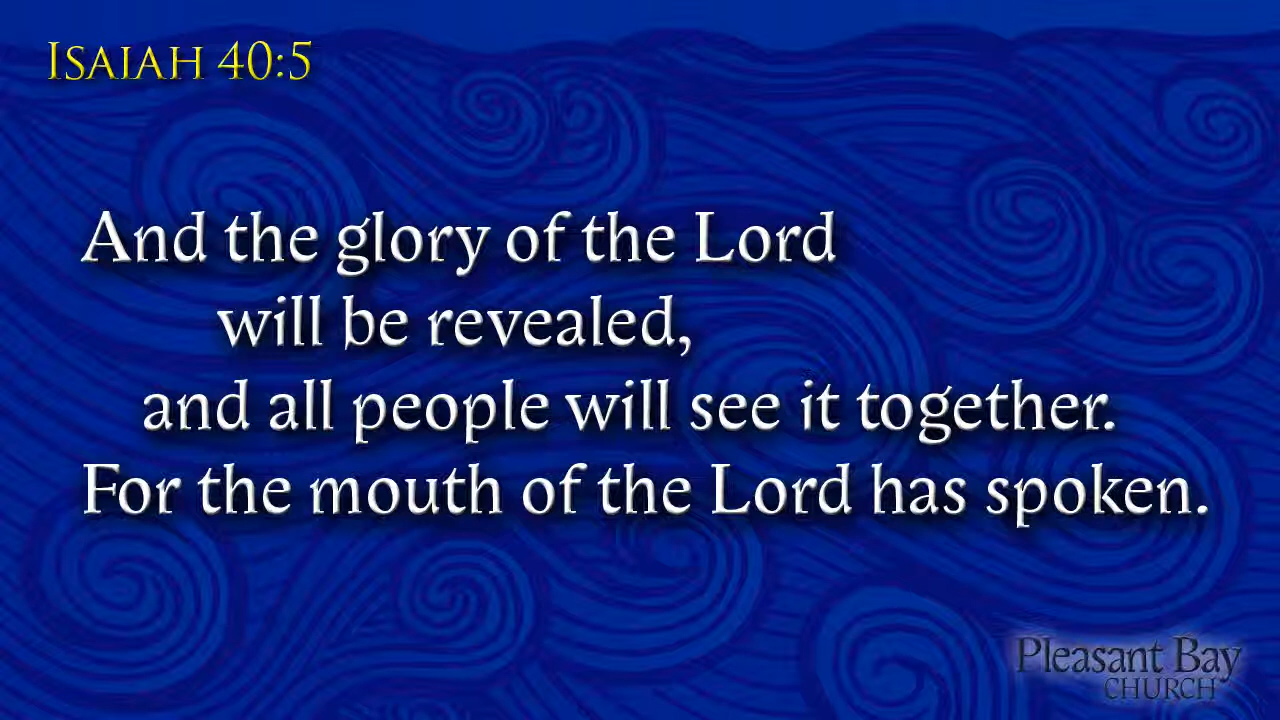 Isaiah 40:5
And the glory of the Lord
will be revealed,
and all people will see it together.
For the mouth of the Lord has spoken.
Pleasant Bay
CHURCH